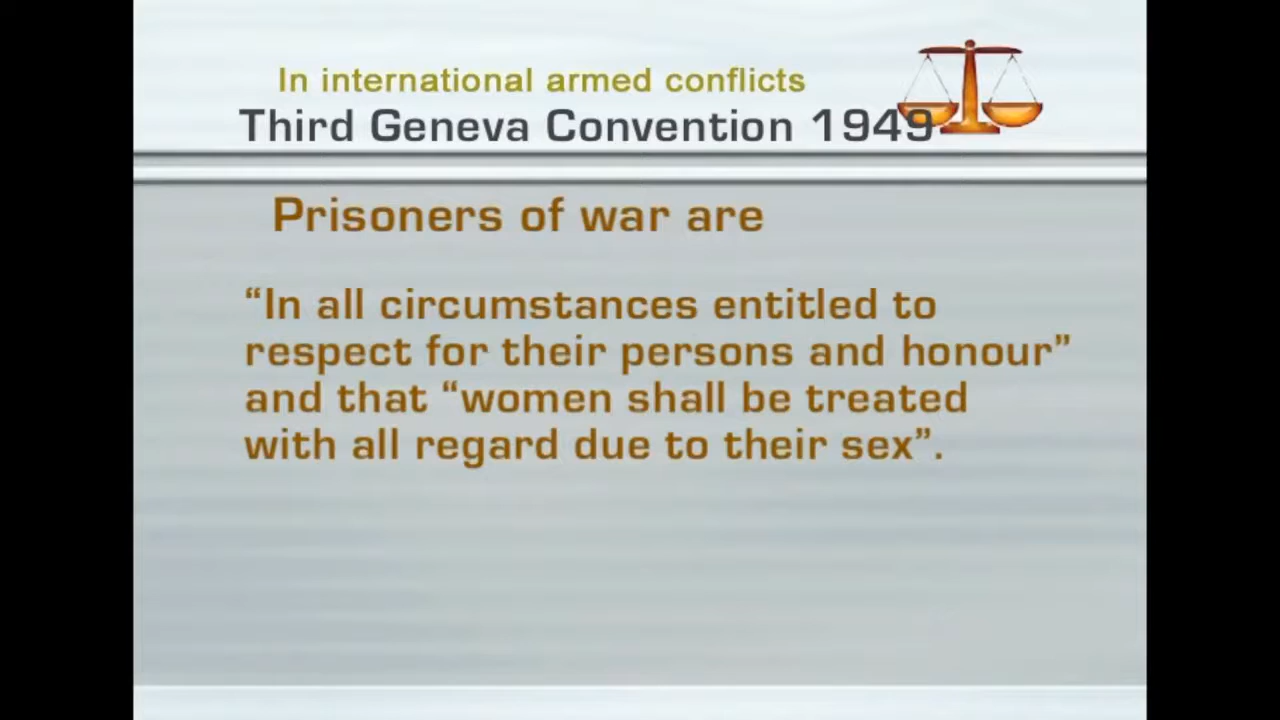 In international armed conflicts
Third Geneva Convention 1949
Prisoners of war are
“In all circumstances entitled to
respect for their persons and honour”
and that “women shall be treated
with all regard due to their sex”.